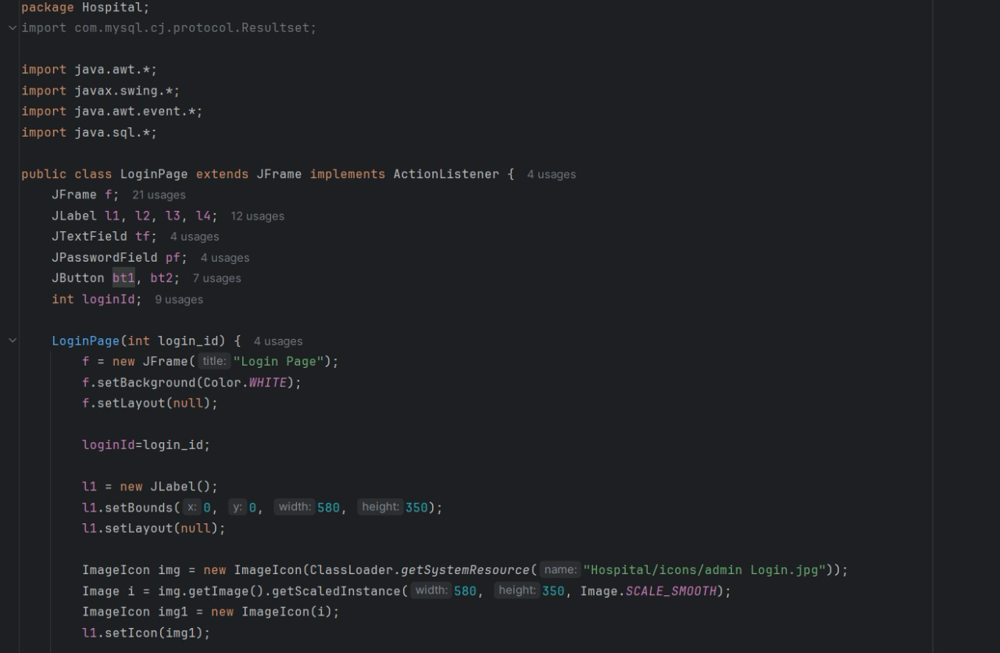 package Hospital;
import com.mysql.cj.protocol.Resultset;
import java.awt.*;
import javax.swing.*;
import java.awt.event.*;
import java.sql.*;
public class LoginPage extends JFrame implements ActionListener { 4 usages
JFrame f; 21 usages
JLabel l1, l2, l3, l4; 12 usages
JTextField tf; 4 usages
JPasswordField pf; 4 usages
JButton bt1, bt2; 7 usages
int loginId; 9 usages
LoginPage(int login_id) { 4 usages
f = new JFrame( title: "Login Page");
f.setBackground(Color.WHITE);
f.setLayout(null);
loginId=login_id;
l1 = new JLabel();
l1.setBounds( x: 0, y: 0, width: 580, height: 350);
l1.setLayout(null);
ImageIcon img = new ImageIcon(ClassLoader.getSystemResource( name: "Hospital/icons/admin Login.jpg"));
Image i = img.getImage().getScaledInstance( width: 580, height: 350, Image.SCALE_SMOOTH);
ImageIcon img1 = new ImageIcon(i);
l1.setIcon(img1);